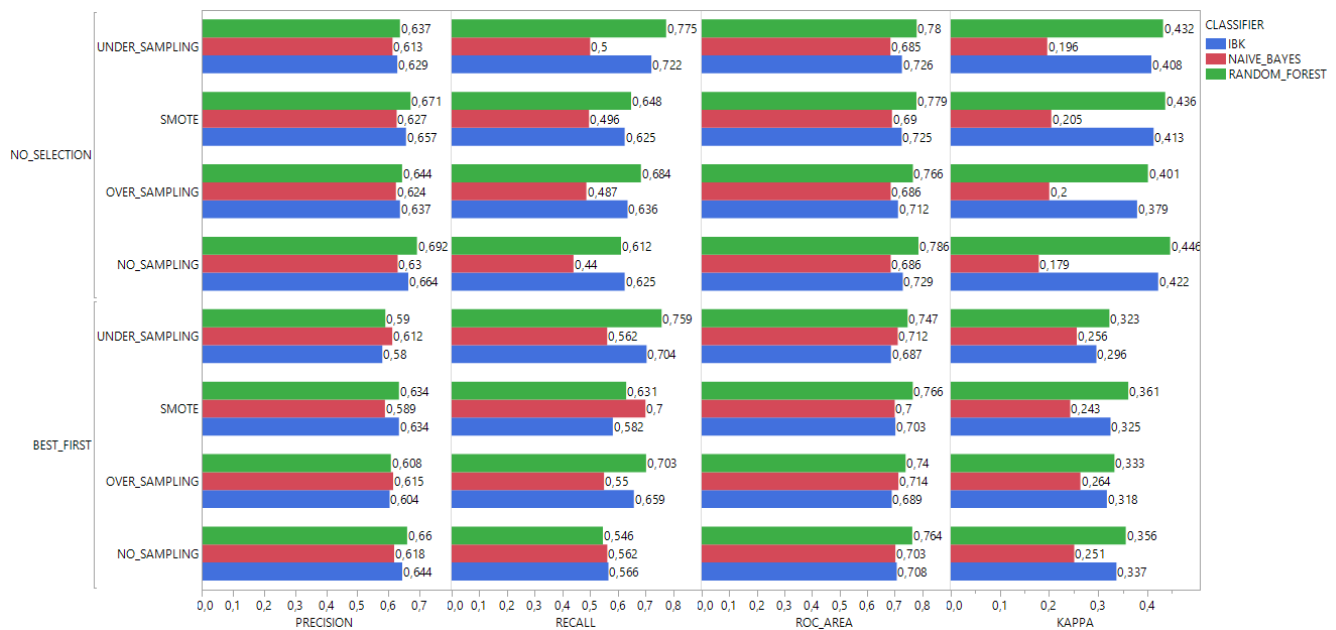 CLASSIFIER
IBK
NAIVE_BAYES
RANDOM_FOREST
NO_SELECTION
UNDER_SAMPLING
0,637 0,775 0,78 0,432
0,613 0,5 0,685 0,196
0,629 0,722 0,726 0,408
SMOTE
0,671 0,648 0,779 0,436
0,627 0,496 0,69 0,205
0,657 0,625 0,725 0,413
OVER_SAMPLING
0,644 0,684 0,766 0,401
0,624 0,487 0,686 0,2
0,637 0,636 0,712 0,379
NO_SAMPLING
0,692 0,612 0,786 0,446
0,63 0,44 0,686 0,179
0,664 0,625 0,729 0,422
BEST_FIRST
UNDER_SAMPLING
0,59 0,759 0,747 0,323
0,612 0,562 0,712 0,256
0,58 0,704 0,687 0,296
SMOTE
0,634 0,631 0,766 0,361
0,589 0,7 0,7 0,243
0,634 0,582 0,703 0,325
OVER_SAMPLING
0,608 0,703 0,74 0,333
0,615 0,55 0,714 0,264
0,604 0,659 0,689 0,318
NO_SAMPLING
0,66 0,546 0,764 0,356
0,618 0,562 0,703 0,251
0,644 0,566 0,708 0,337
0,0 0,1 0,2 0,3 0,4 0,5 0,6 0,7 0,0 0,1 0,2 0,3 0,4 0,5 0,6 0,7 0,8 0,0 0,1 0,2 0,3 0,4 0,5 0,6 0,7 0,8 0,0 0,1 0,2 0,3 0,4
PRECISION RECALL ROC_AREA KAPPA